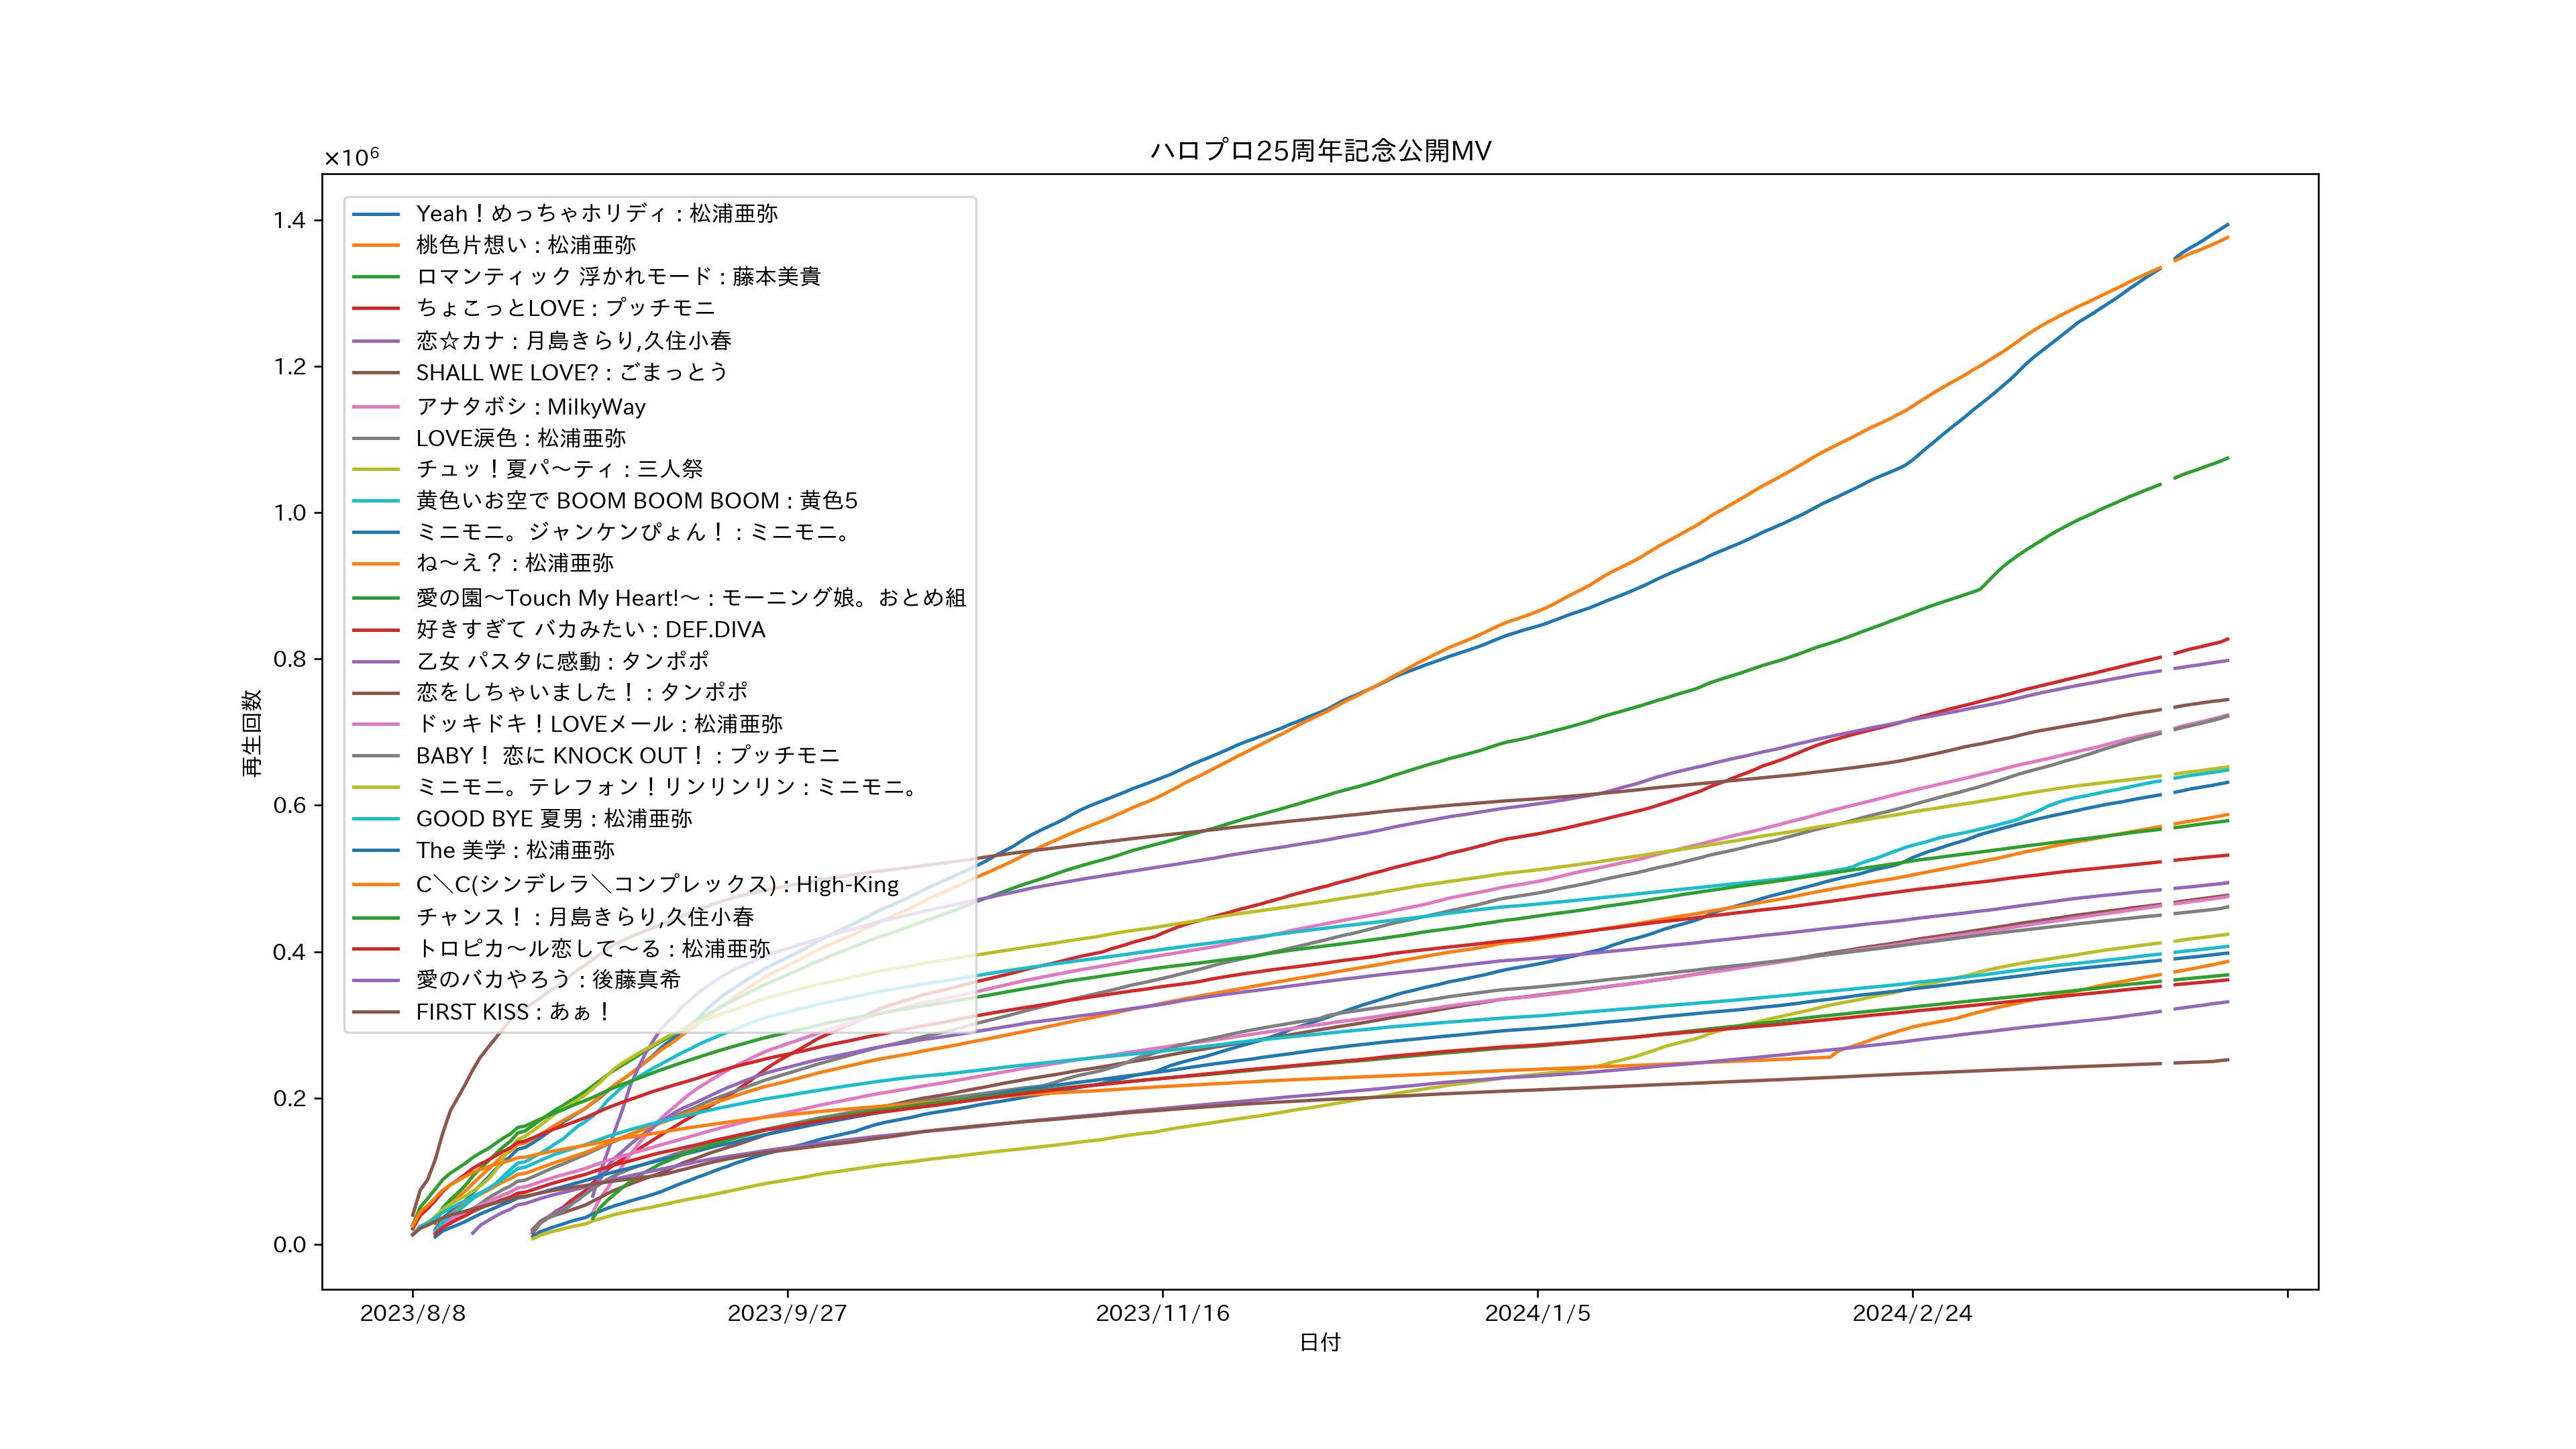 ハロプロ25周年記念公開MV
×10⁶
1.4
1.2
1.0
0.8
0.6
0.4
0.2
0.0
再生回数
Yeah！めっちゃホリディ : 松浦亜弥
桃色片想い : 松浦亜弥
ロマンティック 浮かれモード : 藤本美貴
ちょこっとLOVE : プッチモニ
恋☆カナ : 月島きらり,久住小春
SHALL WE LOVE? : ごまっとう
アナタボシ : MilkyWay
LOVE涙色 : 松浦亜弥
チュッ！夏パ〜ティ : 三人祭
黄色いお空で BOOM BOOM BOOM : 黄色5
ミニモニ。ジャンケンぴょん！ : ミニモニ。
ね〜え？ : 松浦亜弥
愛の園〜Touch My Heart!〜 : モーニング娘。おとめ組
好きすぎて バカみたい : DEF.DIVA
乙女 パスタに感動 : タンポポ
恋をしちゃいました！ : タンポポ
ドッキドキ！LOVEメール : 松浦亜弥
BABY！ 恋に KNOCK OUT！ : プッチモニ
ミニモニ。テレフォン！リンリンリン : ミニモニ。
GOOD BYE 夏男 : 松浦亜弥
The 美学 : 松浦亜弥
C＼C(シンデレラ＼コンプレックス) : High-King
チャンス！ : 月島きらり,久住小春
トロピカ〜ル恋して〜る : 松浦亜弥
愛のバカやろう : 後藤真希
FIRST KISS : あぁ！
2023/8/8
2023/9/27
2023/11/16
2024/1/5
2024/2/24
日付